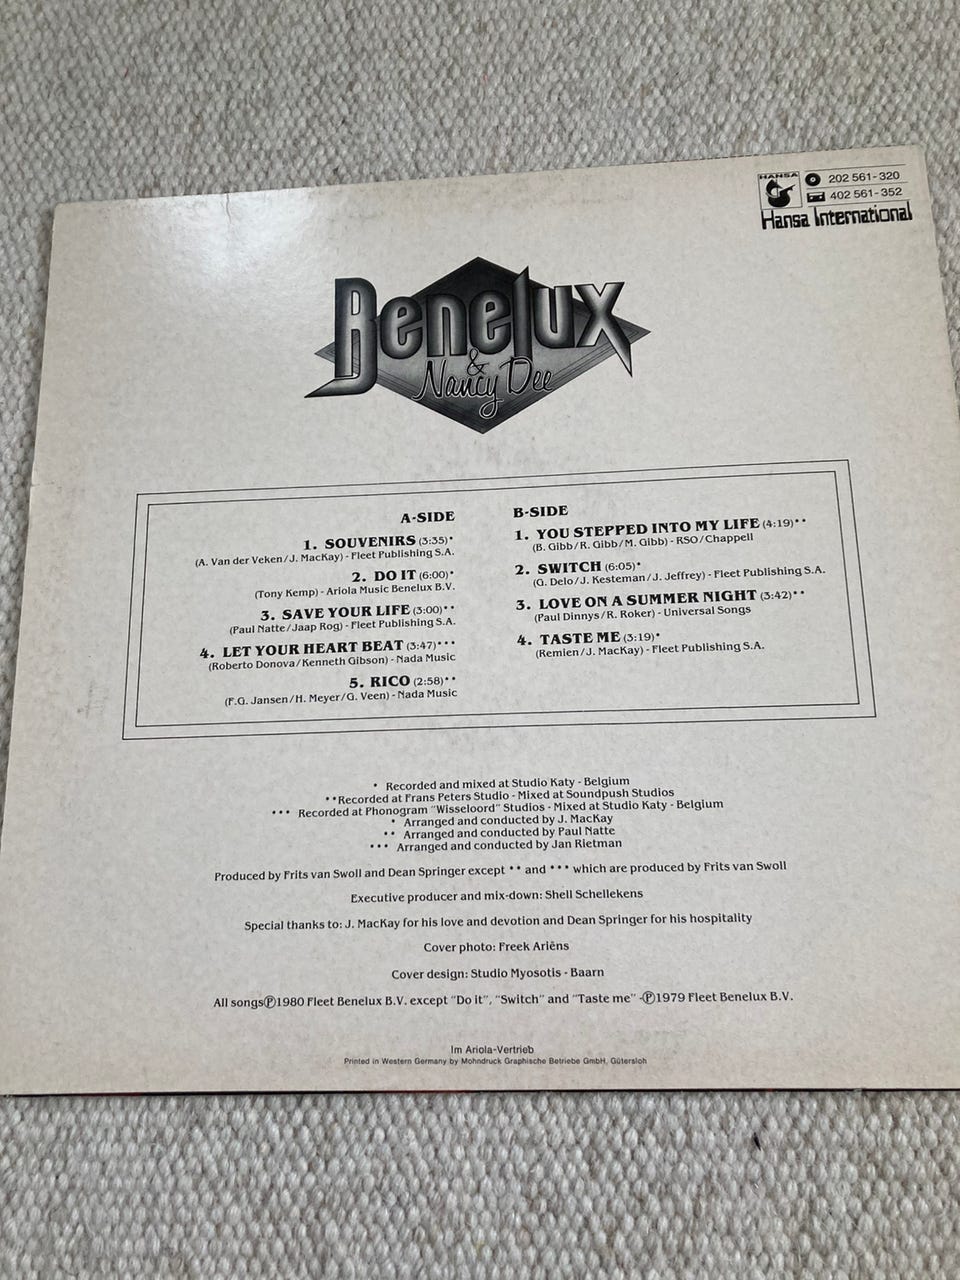 HANSA
202 561-320
402 561-352
Hansa International
Benelux
&
Nancy Dee
A-SIDE
1. SOUVENIRS (3:35)*
(A. Van der Veken/J. MacKay) - Fleet Publishing S.A.
2. DO IT (6:00)*
(Tony Kemp) - Ariola Music Benelux B.V.
3. SAVE YOUR LIFE (3:00)**
(Paul Natte/Jaap Rog) - Fleet Publishing S.A.
4. LET YOUR HEART BEAT (3:47)***
(Roberto Donova/Kenneth Gibson) - Nada Music
5. RICO (2:58)**
(F.G. Jansen/H. Meyer/G. Veen) - Nada Music
B-SIDE
1. YOU STEPPED INTO MY LIFE (4:19)**
(B. Gibb/R. Gibb/M. Gibb) - RSO/Chappell
2. SWITCH (6:05)*
(G. Delo/J. Kesteman/J. Jeffrey) - Fleet Publishing S.A.
3. LOVE ON A SUMMER NIGHT (3:42)**
(Paul Dinnys/R. Roker) - Universal Songs
4. TASTE ME (3:19)*
(Remien/J. MacKay) - Fleet Publishing S.A.
* Recorded and mixed at Studio Katy - Belgium
**Recorded at Frans Peters Studio - Mixed at Soundpush Studios
*** Recorded at Phonogram "Wisseloord" Studios - Mixed at Studio Katy - Belgium
* Arranged and conducted by J. MacKay
** Arranged and conducted by Paul Natte
*** Arranged and conducted by Jan Rietman
Produced by Frits van Swoll and Dean Springer except ** and *** which are produced by Frits van Swoll
Executive producer and mix-down: Shell Schellekens
Special thanks to: J. MacKay for his love and devotion and Dean Springer for his hospitality
Cover photo: Freek Ariëns
Cover design: Studio Myosotis - Baarn
All songs℗1980 Fleet Benelux B.V. except "Do it", "Switch" and "Taste me" -℗1979 Fleet Benelux B.V.
Im Ariola-Vertrieb
Printed in Western Germany by Mohndruck Graphische Betriebe GmbH, Gütersloh